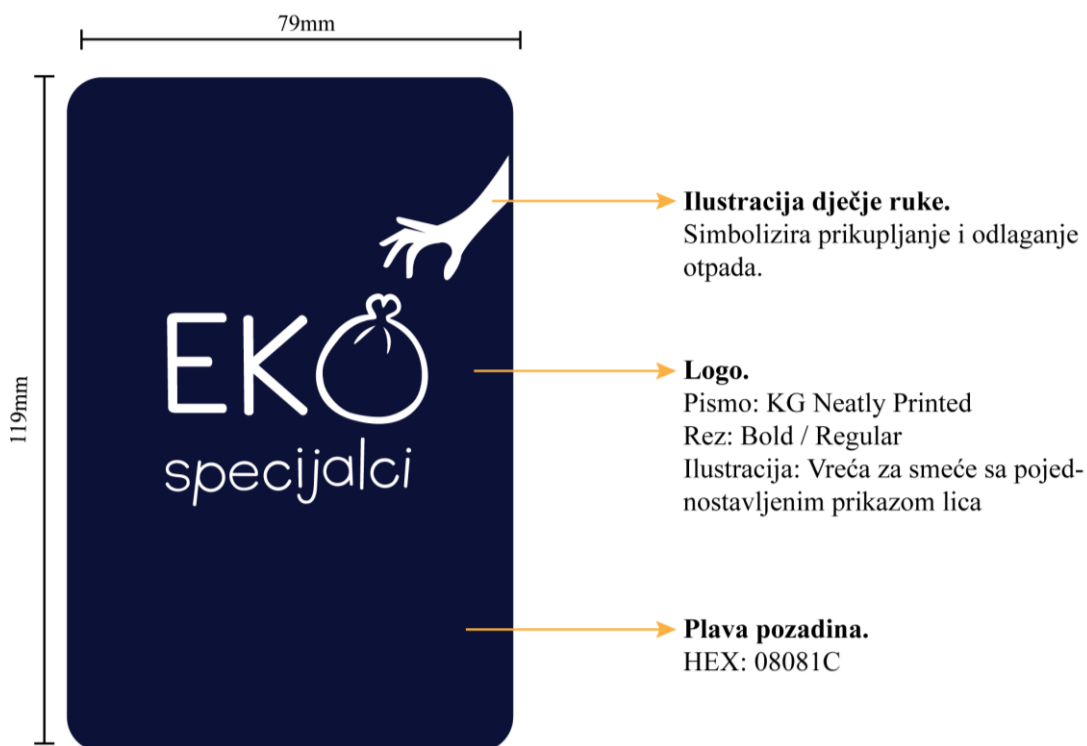 79mm
119mm
EKO
specijalci
Ilustracija dječje ruke.
Simbolizira prikupljanje i odlaganje
otpada.
Logo.
Pismo: KG Neatly Printed
Rez: Bold / Regular
Ilustracija: Vreća za smeće sa pojed-
nostavljenim prikazom lica
Plava pozadina.
HEX: 08081C